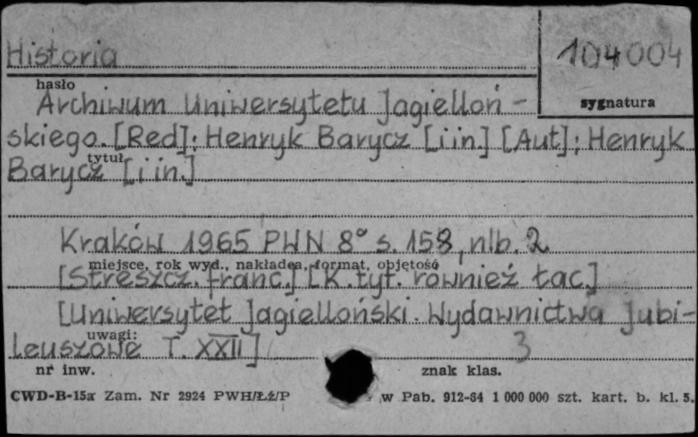 Historia
104004
hasło
sygnatura
Archiwum Uniwersytetu Jagielloń-
skiego. [Red]: Henryk Barycz [i in.] [Aut]: Henryk
tytuł
Barycz [i in.]
Kraków 1965 PWN 8° s. 158, nlb. 2
miejsce, rok wyd., nakładca, format, objętość
[Streszcz. franc.] [K. tyt. również łac.]
[Uniwersytet Jagielloński. Wydawnictwa Jubi-
uwagi:
leuszowe T. XXII]
3
nr inw.
znak klas.
CWD-B-15a Zam. Nr 2924 PWH/Łź/P w Pab. 912-64 1 000 000 szt. kart. b. kl. 5.